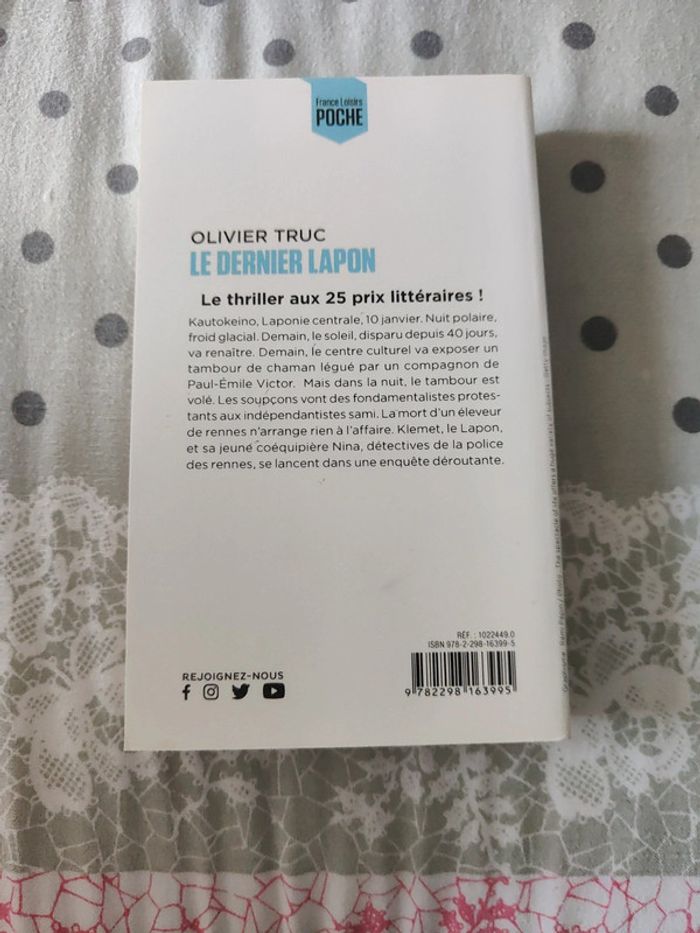 France Loisirs
POCHE
OLIVIER TRUC
LE DERNIER LAPON
Le thriller aux 25 prix littéraires !
Kautokeino, Laponie centrale, 10 janvier. Nuit polaire,
froid glacial. Demain, le soleil, disparu depuis 40 jours,
va renaître. Demain, le centre culturel va exposer un
tambour de chaman légué par un compagnon de
Paul-Émile Victor. Mais dans la nuit, le tambour est
volé. Les soupçons vont des fondamentalistes protes-
tants aux indépendantistes sami. La mort d'un éleveur
de rennes n'arrange rien à l'affaire. Klemet, le Lapon,
et sa jeune coéquipière Nina, détectives de la police
des rennes, se lancent dans une enquête déroutante.
RÉF. : 1022449.0
ISBN 978-2-298-16399-5
9 782298 163995
REJOIGNEZ-NOUS